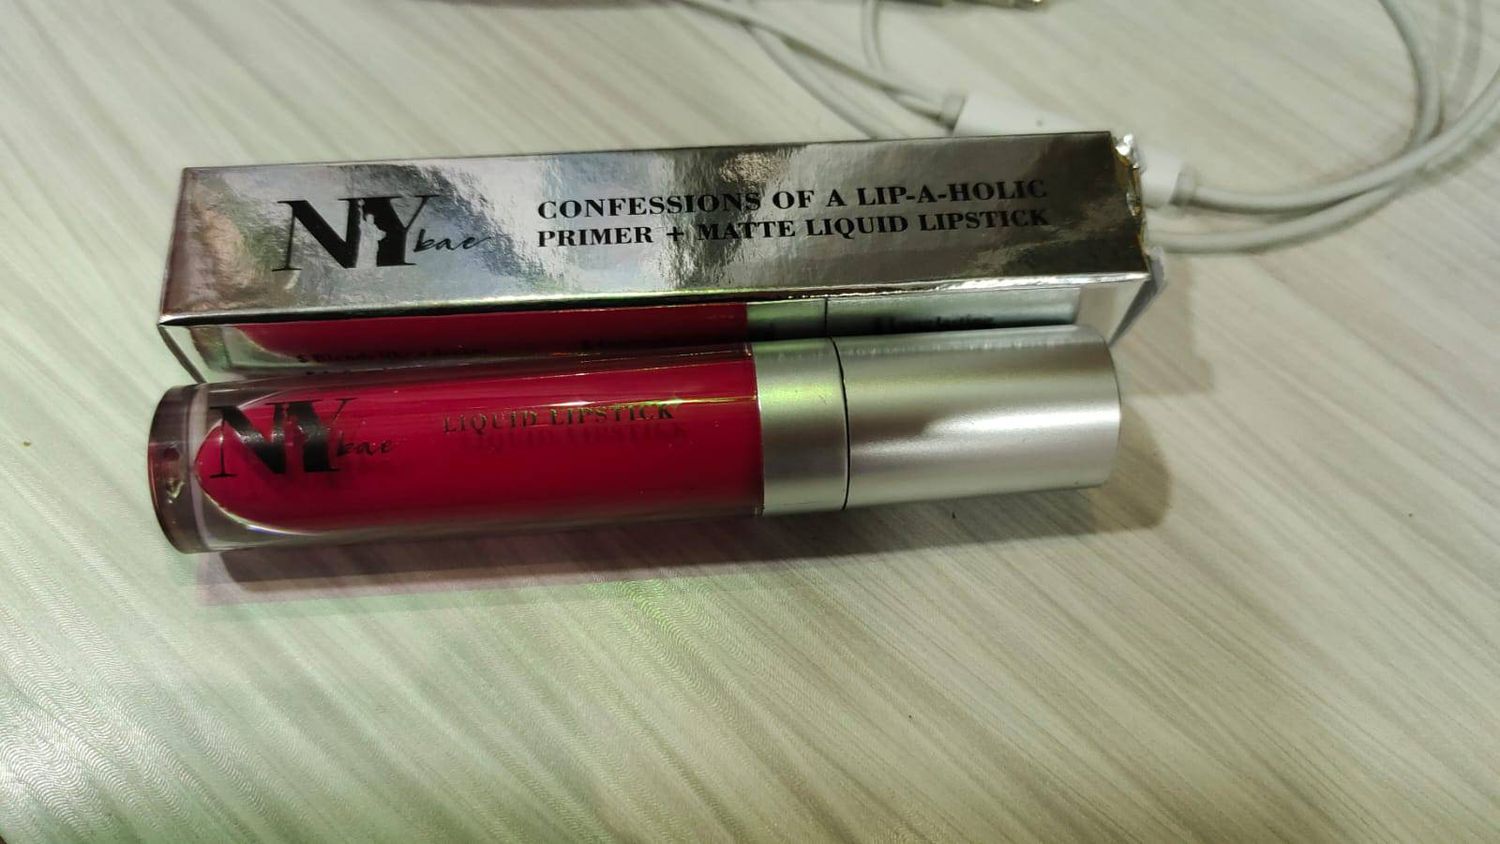 NY bae
CONFESSIONS OF A LIP-A-HOLIC
PRIMER + MATTE LIQUID LIPSTICK
NY bae
LIQUID LIPSTICK